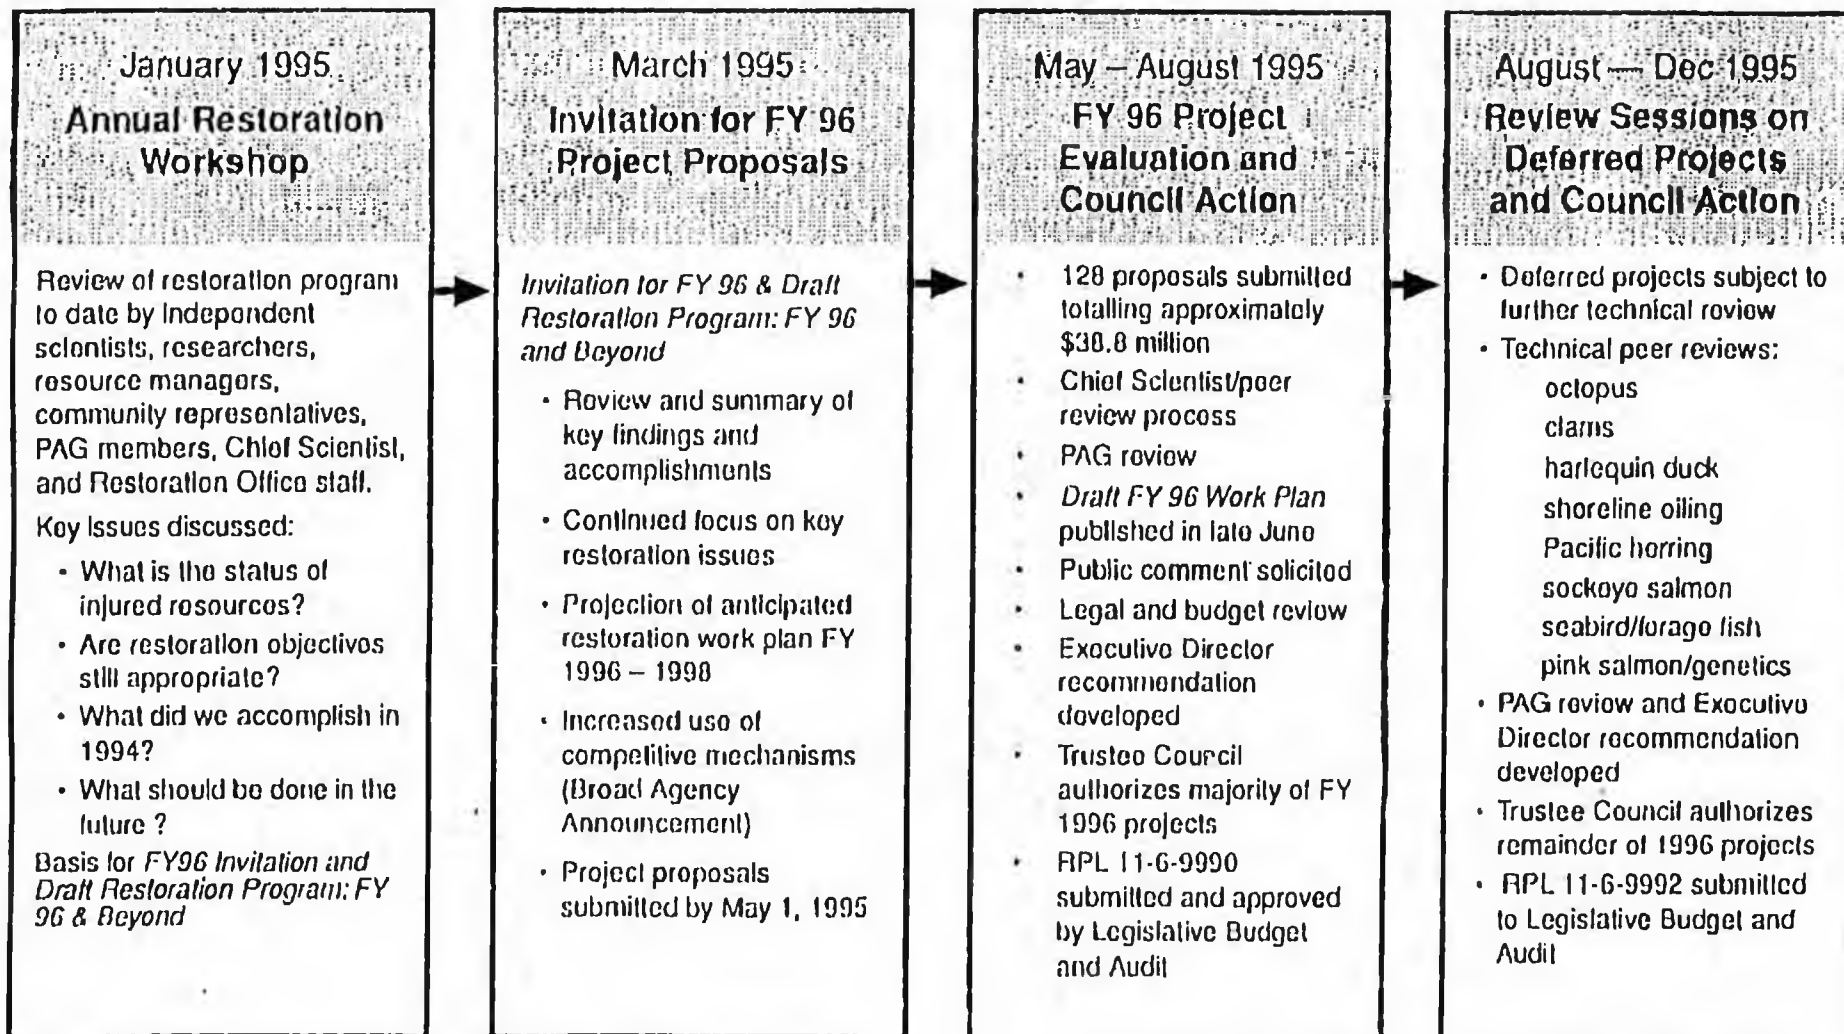 January 1995
Annual Restoration
Workshop
Review of restoration program
to date by Independent
scientists, researchers,
resource managers,
community representatives,
PAG members, Chief Scientist,
and Restoration Office staff.
Key Issues discussed:
• What is the status of
injured resources?
• Are restoration objectives
still appropriate?
• What did we accomplish in
1994?
• What should be done in the
future ?
Basis for FY96 Invitation and
Draft Restoration Program: FY
96 & Beyond
March 1995
Invitation for FY 96
Project Proposals
Invitation for FY 96 & Draft
Restoration Program: FY 96
and Beyond
• Review and summary of
key findings and
accomplishments
• Continued focus on key
restoration issues
• Projection of anticipated
restoration work plan FY
1996 – 1998
• Increased use of
competitive mechanisms
(Broad Agency
Announcement)
• Project proposals
submitted by May 1, 1995
May – August 1995
FY 96 Project
Evaluation and
Council Action
• 128 proposals submitted
totalling approximately
million
• Chief Scientist/peer
review process
• PAG review
• Draft FY 96 Work Plan
published in late June
• Public comment solicited
• Legal and budget review
• Executive Director
recommendation
developed
• Trustee Council
authorizes majority of FY
1996 projects
• RPL 11-6-9990
submitted and approved
by Legislative Budget
and Audit
August — Dec 1995
Review Sessions on
Deferred Projects
and Council Action
• Deferred projects subject to
further technical review
• Technical peer reviews:
octopus
clams
harlequin duck
shoreline oiling
Pacific herring
sockeye salmon
seabird/forage fish
pink salmon/genetics
• PAG review and Executive
Director recommendation
developed
• Trustee Council authorizes
remainder of 1996 projects
• RPL 11-6-9992 submitted
to Legislative Budget and
Audit